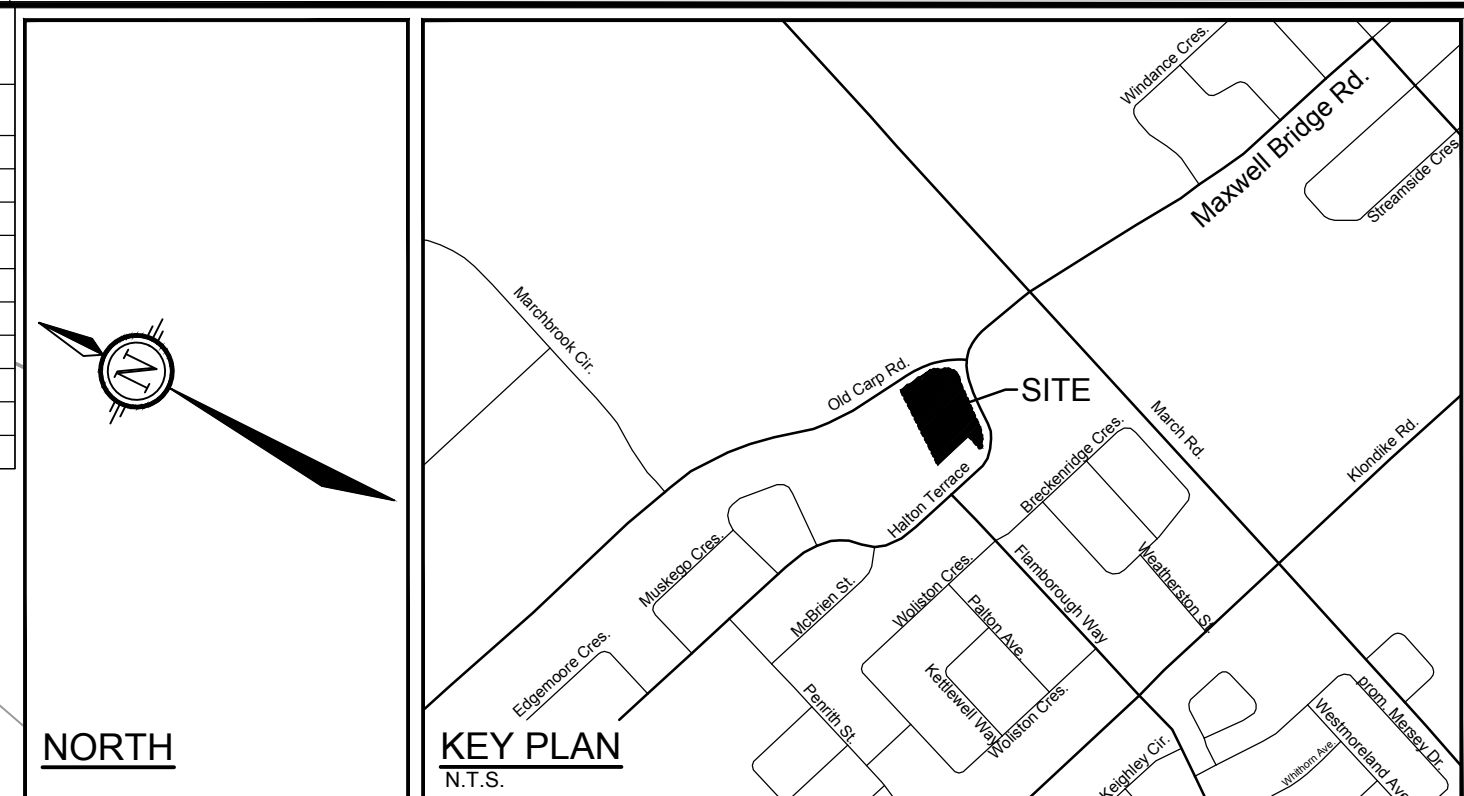 N
NORTH
KEY PLAN
N.T.S.
Windance Cres.
Maxwell Bridge Rd.
Streamside Cres.
Marchbrook Cir.
Old Carp Rd.
SITE
March Rd.
Klondike Rd.
Breckenridge Cres.
Halton Terrace
Muskego Cres.
McBrien St.
Woliston Cres.
Flamborough Way
Weatherston S
Palton Ave.
Edgemoore Cres.
Penrith St.
Kettlewell Way
Woliston Cres.
prom. Mersey Dr.
Westmoreland Ave
Whithorn Ave.
Keighley Cir.